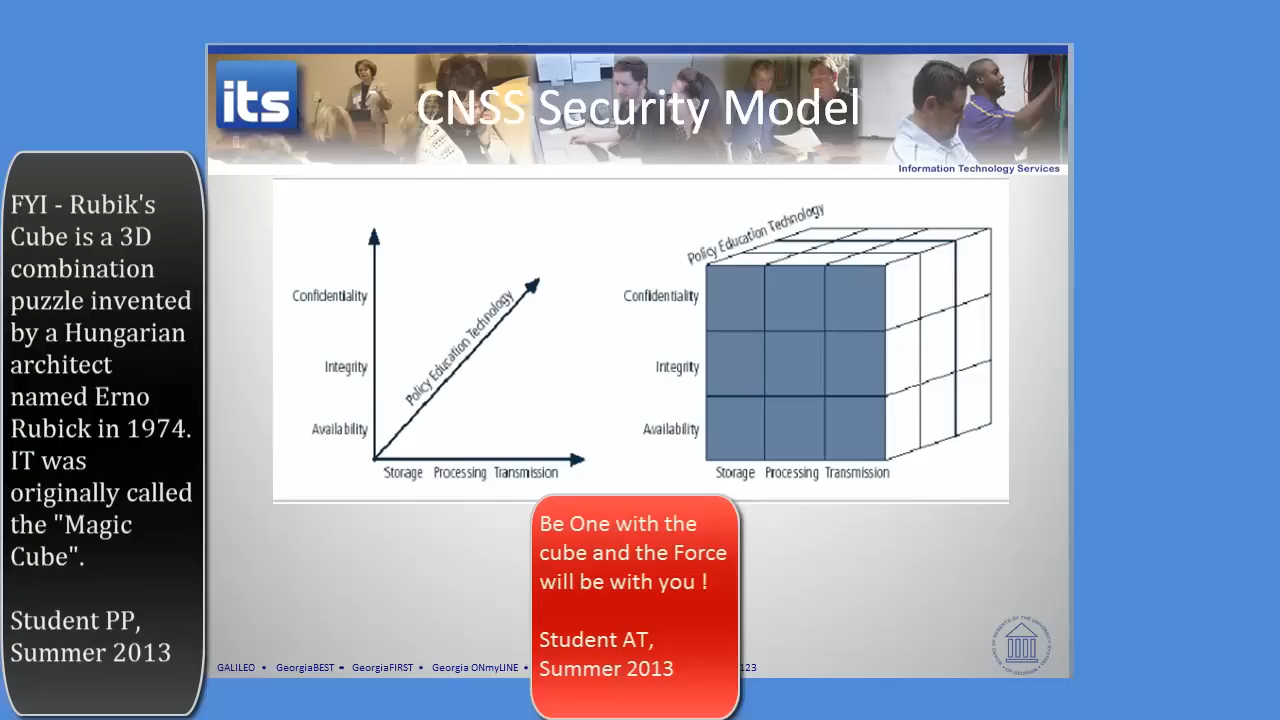 its
CNSS Security Model
Information Technology Services
FYI - Rubik's
Cube is a 3D
combination
puzzle invented
by a Hungarian
architect
named Erno
Rubick in 1974.
IT was
originally called
the "Magic
Cube".
Student PP,
Summer 2013
Confidentiality
Integrity
Availability
Policy Education Technology
Storage Processing Transmission
Policy Education Technology
Confidentiality
Integrity
Availability
Storage Processing Transmission
Be One with the
cube and the Force
will be with you !
Student AT,
Summer 2013
GALILEO • GeorgiaBEST • GeorgiaFIRST • Georgia ONmyLINE • 123